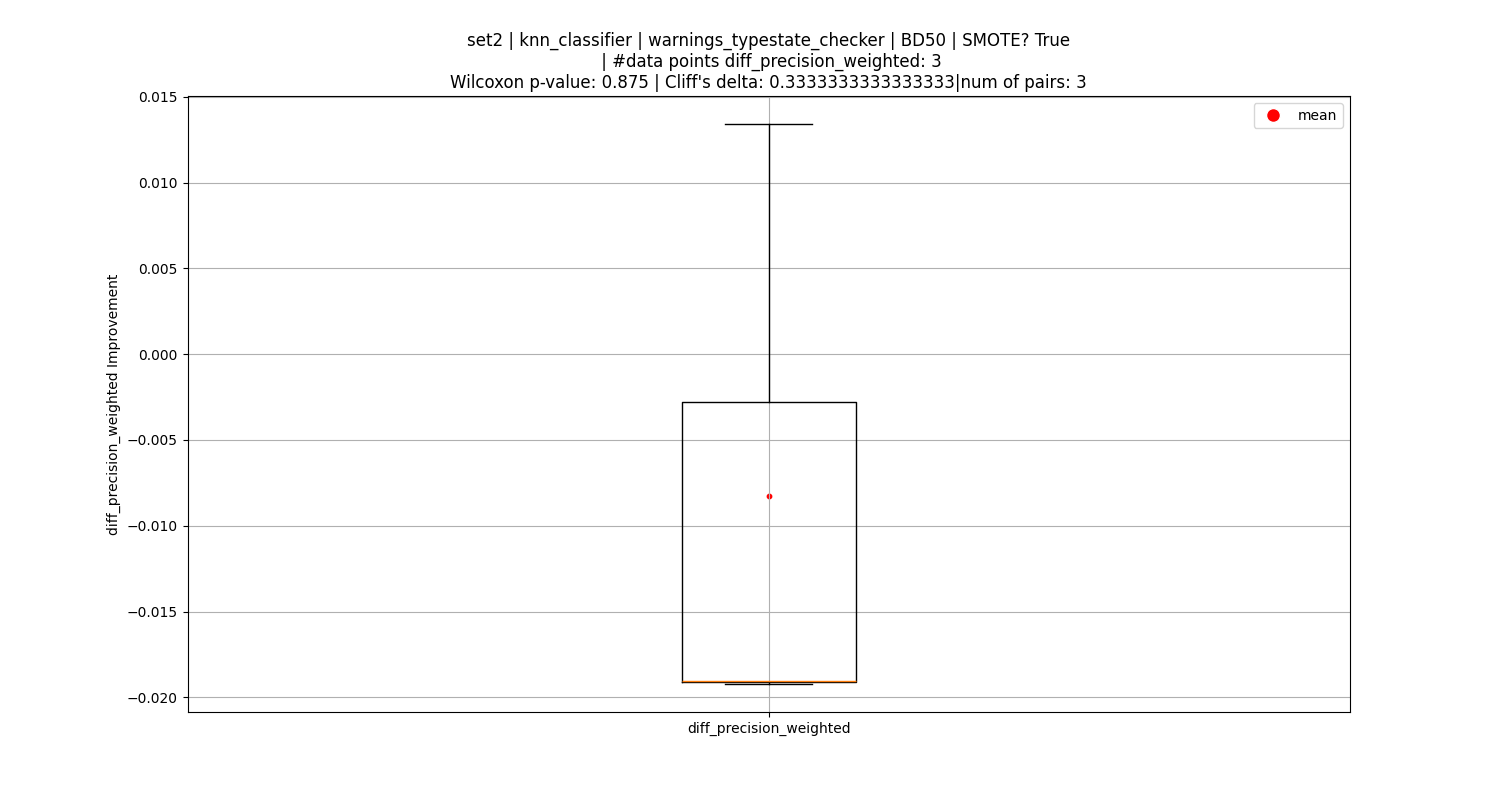 set2 | knn_classifier | warnings_typestate_checker | BD50 | SMOTE? True
| #data points diff_precision_weighted: 3
Wilcoxon p-value: 0.875 | Cliff's delta: 0.3333333333333333|num of pairs: 3
mean
0.015
0.010
0.005
0.000
−0.005
−0.010
−0.015
−0.020
diff_precision_weighted Improvement
diff_precision_weighted